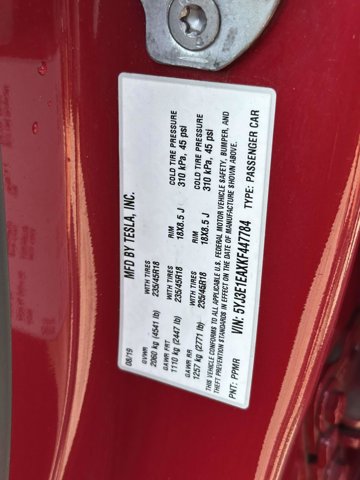 MFD BY TESLA, INC.
08/19
GVWR
2060 kg (4541 lb)
GAWR FRT WITH TIRES RIM COLD TIRE PRESSURE
1110 kg (2447 lb) 235/45R18 18X8.5 J 310 kPa, 45 psi
GAWR RR WITH TIRES RIM COLD TIRE PRESSURE
1257 kg (2771 lb) 235/45R18 18X8.5 J 310 kPa, 45 psi
THIS VEHICLE CONFORMS TO ALL APPLICABLE U.S. FEDERAL MOTOR VEHICLE SAFETY, BUMPER, AND
THEFT PREVENTION STANDARDS IN EFFECT ON THE DATE OF MANUFACTURE SHOWN ABOVE.
VIN: 5YJ3E1EAXKF447784 TYPE: PASSENGER CAR
PNT: PPMR